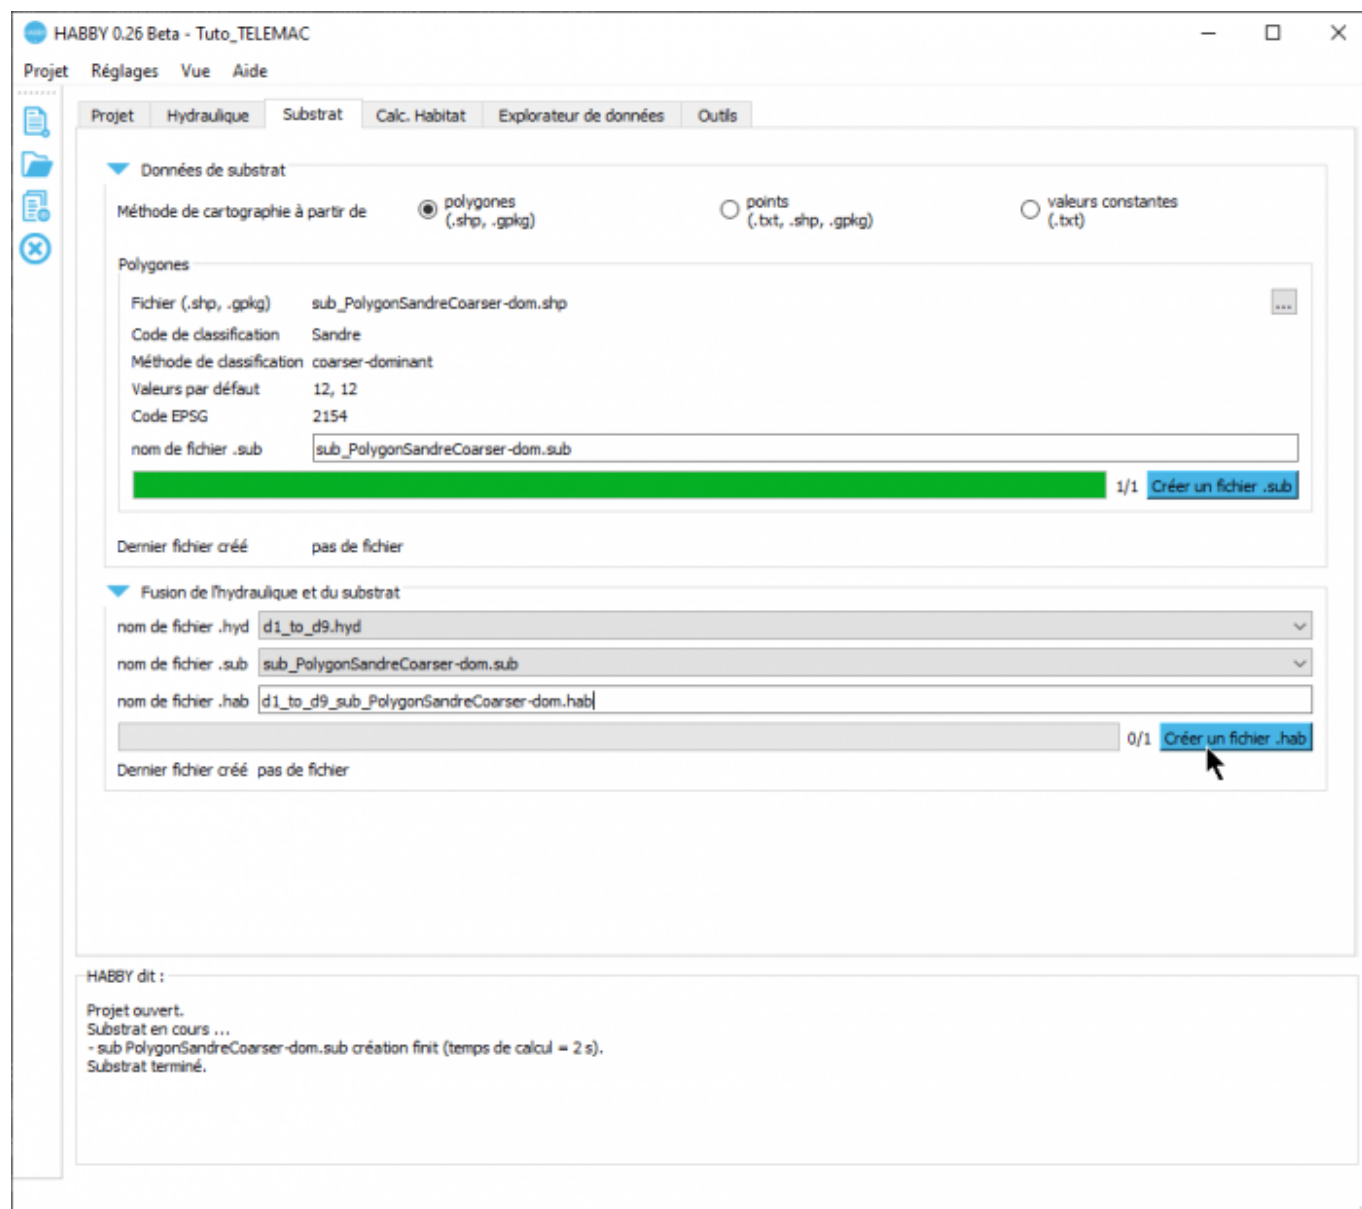 HABBY 0.26 Beta - Tuto_TELEMAC
Projet Réglages Vue Aide
Projet Hydraulique Substrat Calc. Habitat Explorateur de données Outils
Données de substrat
Méthode de cartographie à partir de
polygones
(.shp, .gpkg)
points
(.txt, .shp, .gpkg)
valeurs constantes
(.txt)
Polygones
Fichier (.shp, .gpkg) sub_PolygonSandreCoarser-dom.shp ...
Code de classification Sandre
Méthode de classification coarser-dominant
Valeurs par défaut 12, 12
Code EPSG 2154
nom de fichier .sub sub_PolygonSandreCoarser-dom.sub
1/1 Créer un fichier .sub
Dernier fichier créé pas de fichier
Fusion de l'hydraulique et du substrat
nom de fichier .hyd d1_to_d9.hyd
nom de fichier .sub sub_PolygonSandreCoarser-dom.sub
nom de fichier .hab d1_to_d9_sub_PolygonSandreCoarser-dom.hab
0/1 Créer un fichier .hab
Dernier fichier créé pas de fichier
HABBY dit :
Projet ouvert.
Substrat en cours ...
- sub PolygonSandreCoarser-dom.sub création finit (temps de calcul = 2 s).
Substrat terminé.